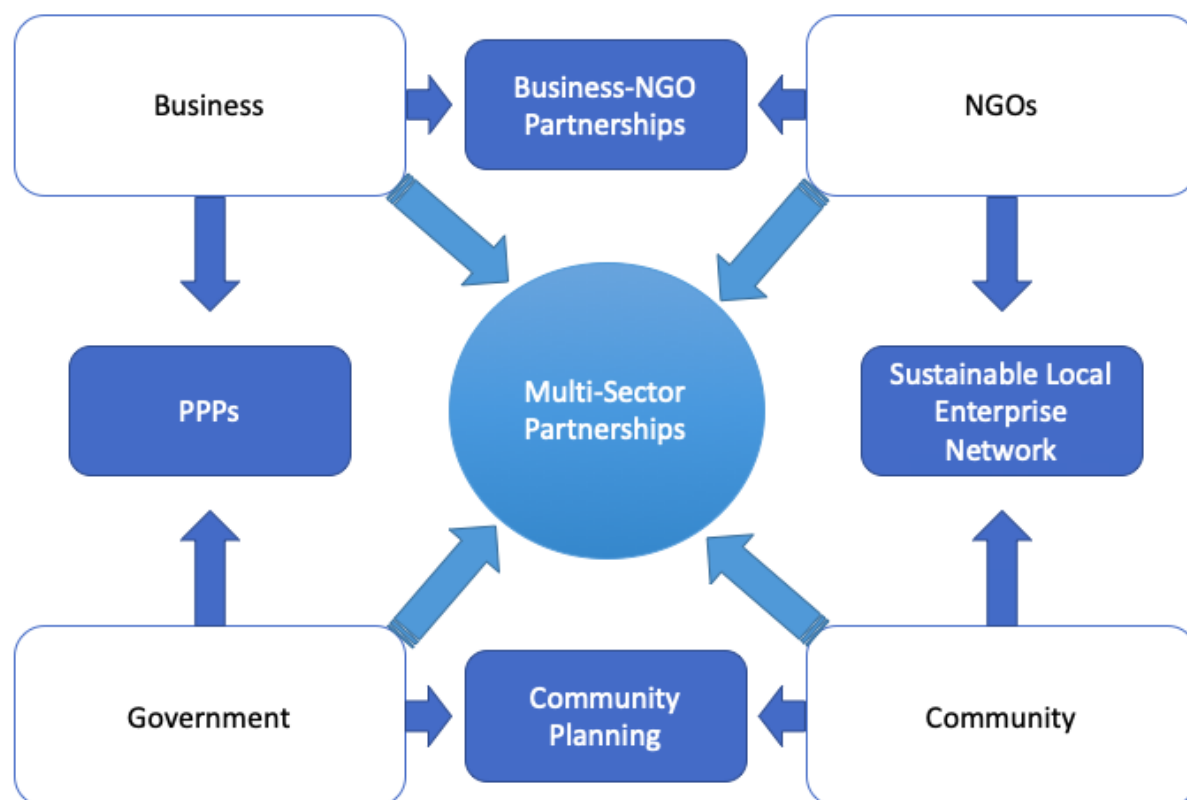 Business
Business-NGO
Partnerships
NGOs
PPPs
Multi-Sector
Partnerships
Sustainable Local
Enterprise
Network
Government
Community
Planning
Community